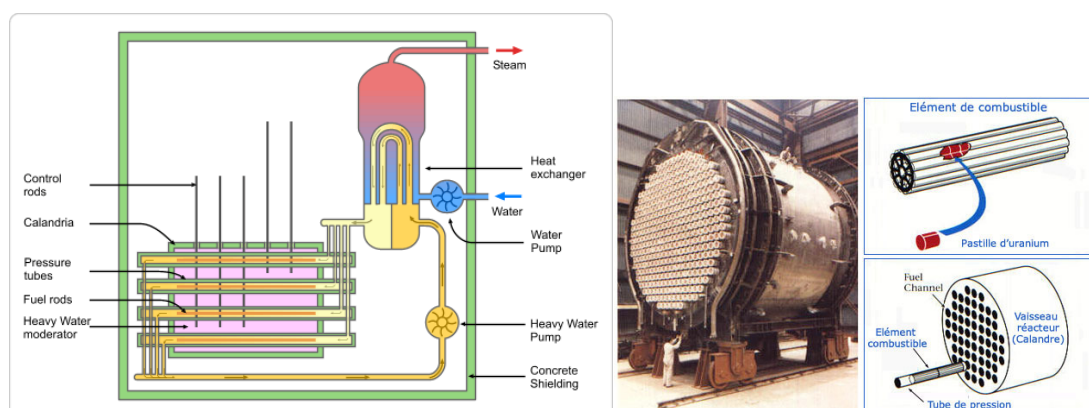 Steam
Control
rods
Calandria
Pressure
tubes
Fuel rods
Heavy Water
moderator
Heat
exchanger
Water
Water
Pump
Heavy Water
Pump
Concrete
Shielding
Elément de combustible
Pastille d'uranium
Fuel
Channel
Vaisseau
réacteur
(Calandre)
Elément
combustible
Tube de pression